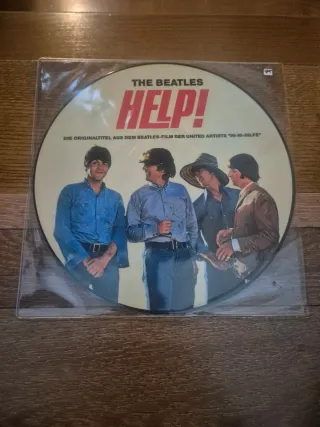 THE BEATLES
HELP!
DIE ORIGINALTITEL AUS DEM BEATLES-FILM DER UNITED ARTISTS "HI-HI-HILFE"